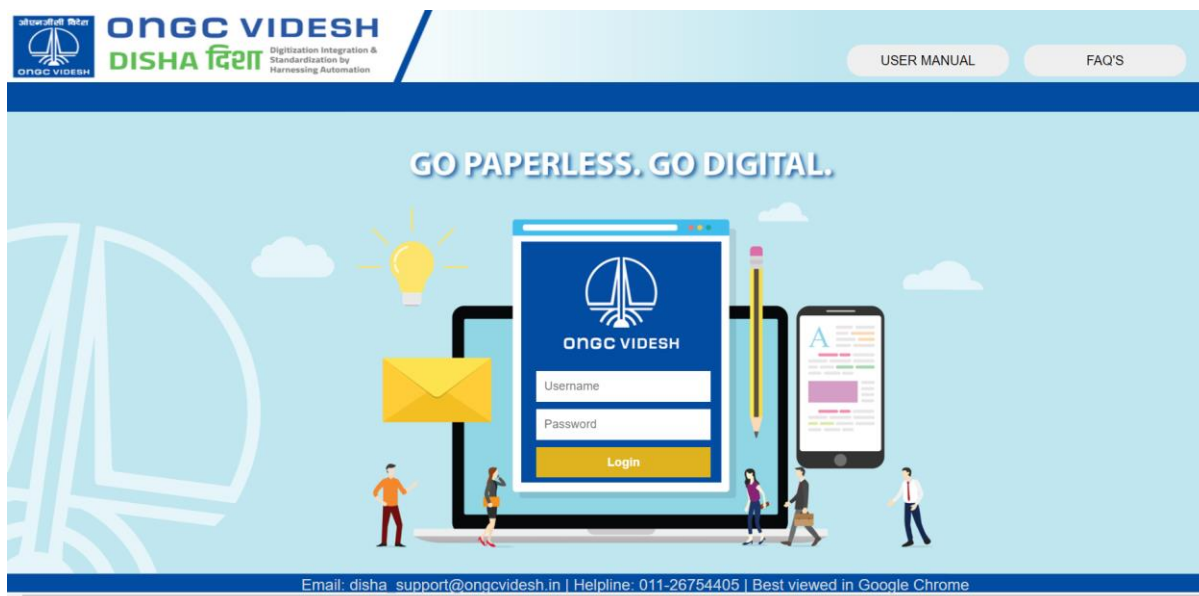 ओएनजीसी विदेश
ONGC VIDESH
ONGC VIDESH
DISHA दिशा
Digitization Integration &
Standardization by
Harnessing Automation
USER MANUAL
FAQ'S
GO PAPERLESS. GO DIGITAL.
ONGC VIDESH
Username
Password
Login
A
Email: disha_support@ongcvidesh.in | Helpline: 011-26754405 | Best viewed in Google Chrome